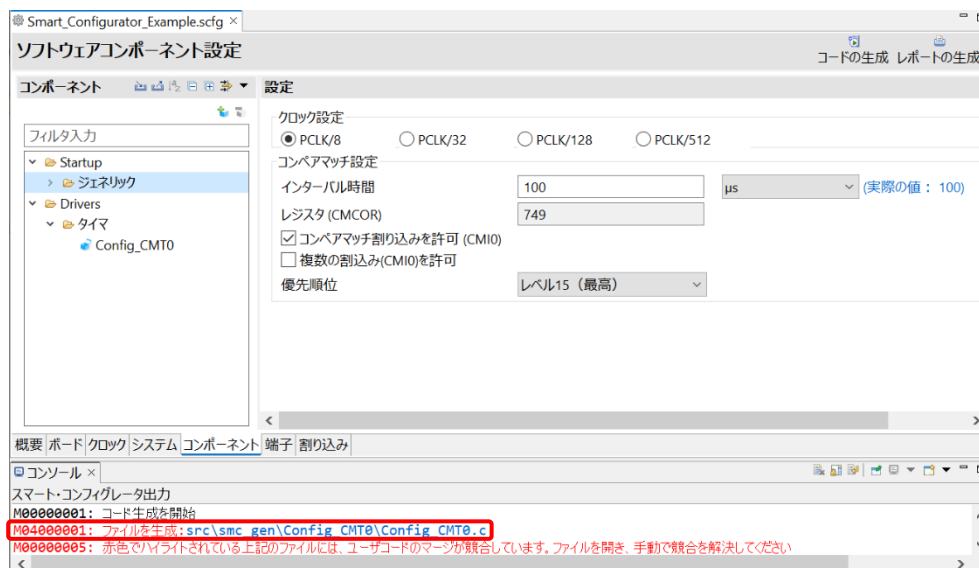 Smart_Configurator_Example.scfg ×
ソフトウェアコンポーネント設定
コードの生成 レポートの生成
コンポーネント
設定
フィルタ入力
Startup
ジェネリック
Drivers
タイマ
Config_CMT0
クロック設定
PCLK/8 PCLK/32 PCLK/128 PCLK/512
コンペアマッチ設定
インターバル時間 100 μs (実際の値： 100)
レジスタ (CMCOR) 749
コンペアマッチ割り込みを許可 (CMI0)
複数の割込み(CMI0)を許可
優先順位 レベル15（最高）
概要 ボード クロック システム コンポーネント 端子 割り込み
コンソール ×
スマート・コンフィグレータ出力
M00000001: コード生成を開始
M04000001: ファイルを生成:src\smc_gen\Config_CMT0\Config_CMT0.c
M00000005: 赤色でハイライトされている上記のファイルには、ユーザコードのマージが競合しています。ファイルを開き、手動で競合を解決してください